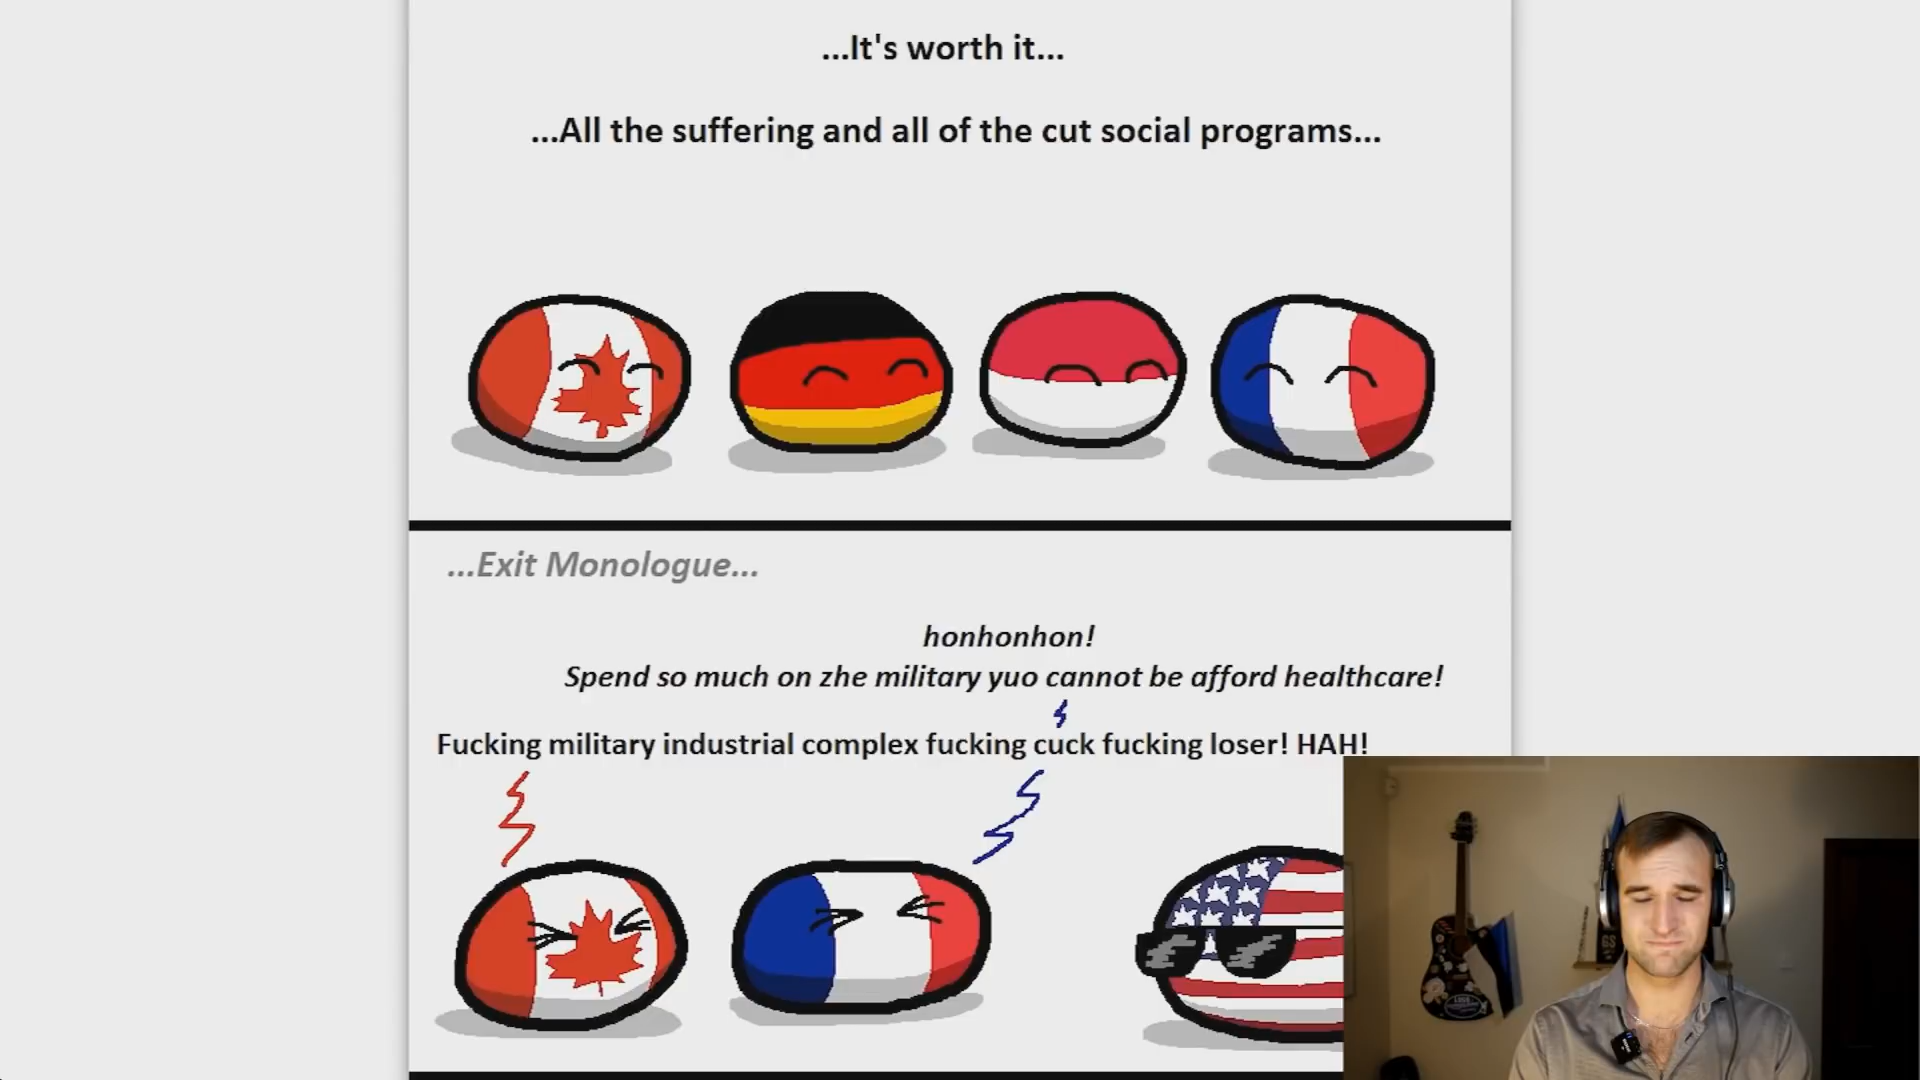 ...It's worth it...
...All the suffering and all of the cut social programs...
...Exit Monologue...
honhonhon!
Spend so much on zhe military yuo cannot be afford healthcare!
Fucking military industrial complex fucking cuck fucking loser! HAH!